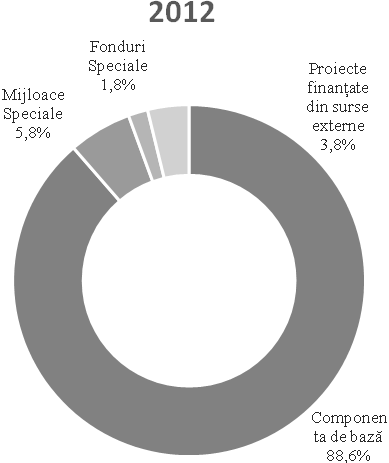 2012
Fonduri
Speciale
1,8%
Mijloace
Speciale
5,8%
Proiecte
finanțate
din surse
externe
3,8%
Componen
ta de bază
88,6%